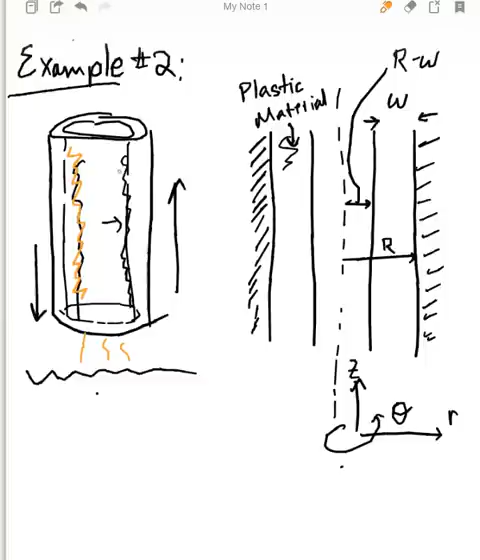 My Note 1
Example #2:
Plastic
Material
R-w
w
R
z
θ
r